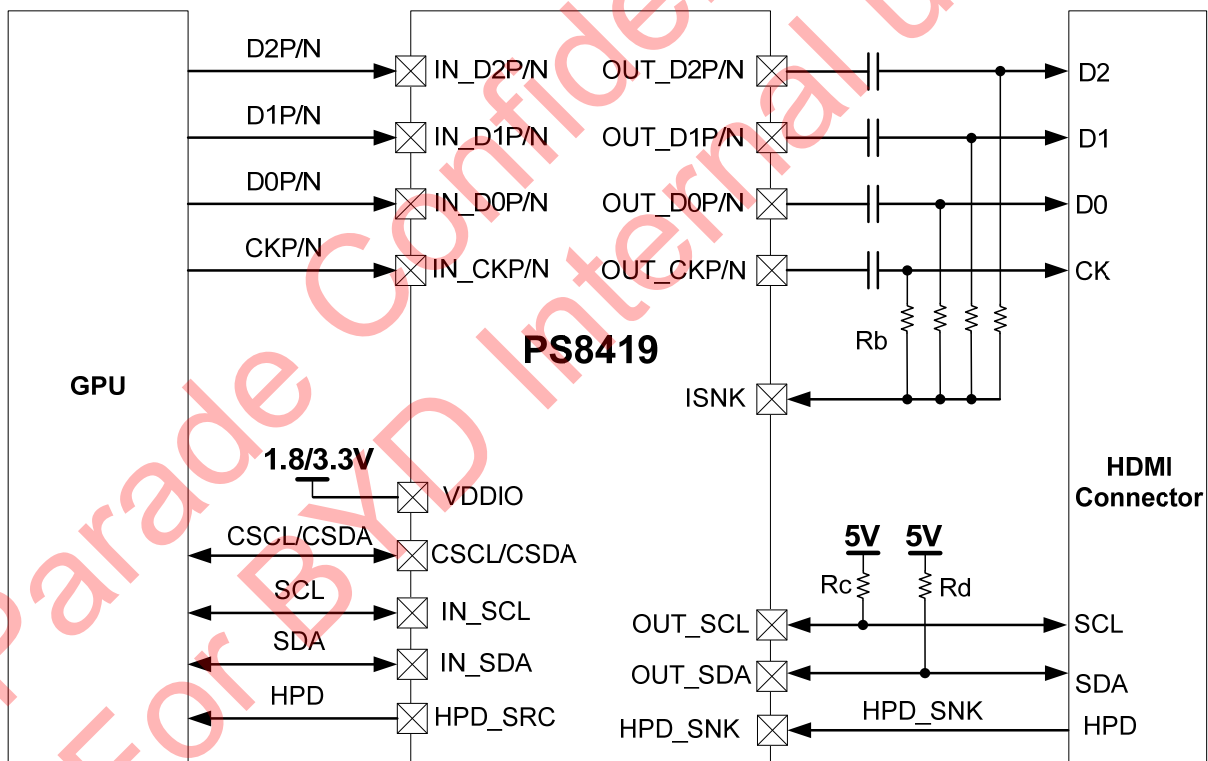 D2P/N
IN_D2P/N
OUT_D2P/N
D2
D1P/N
IN_D1P/N
OUT_D1P/N
D1
D0P/N
IN_D0P/N
OUT_D0P/N
D0
CKP/N
IN_CKP/N
OUT_CKP/N
CK
Rb
PS8419
GPU
ISNK
1.8/3.3V
VDDIO
HDMI
Connector
CSCL/CSDA
CSCL/CSDA
5V
5V
Rc
Rd
SCL
IN_SCL
OUT_SCL
SCL
SDA
IN_SDA
OUT_SDA
SDA
HPD
HPD_SRC
HPD_SNK
HPD_SNK
HPD
Parade
For BYD Internal